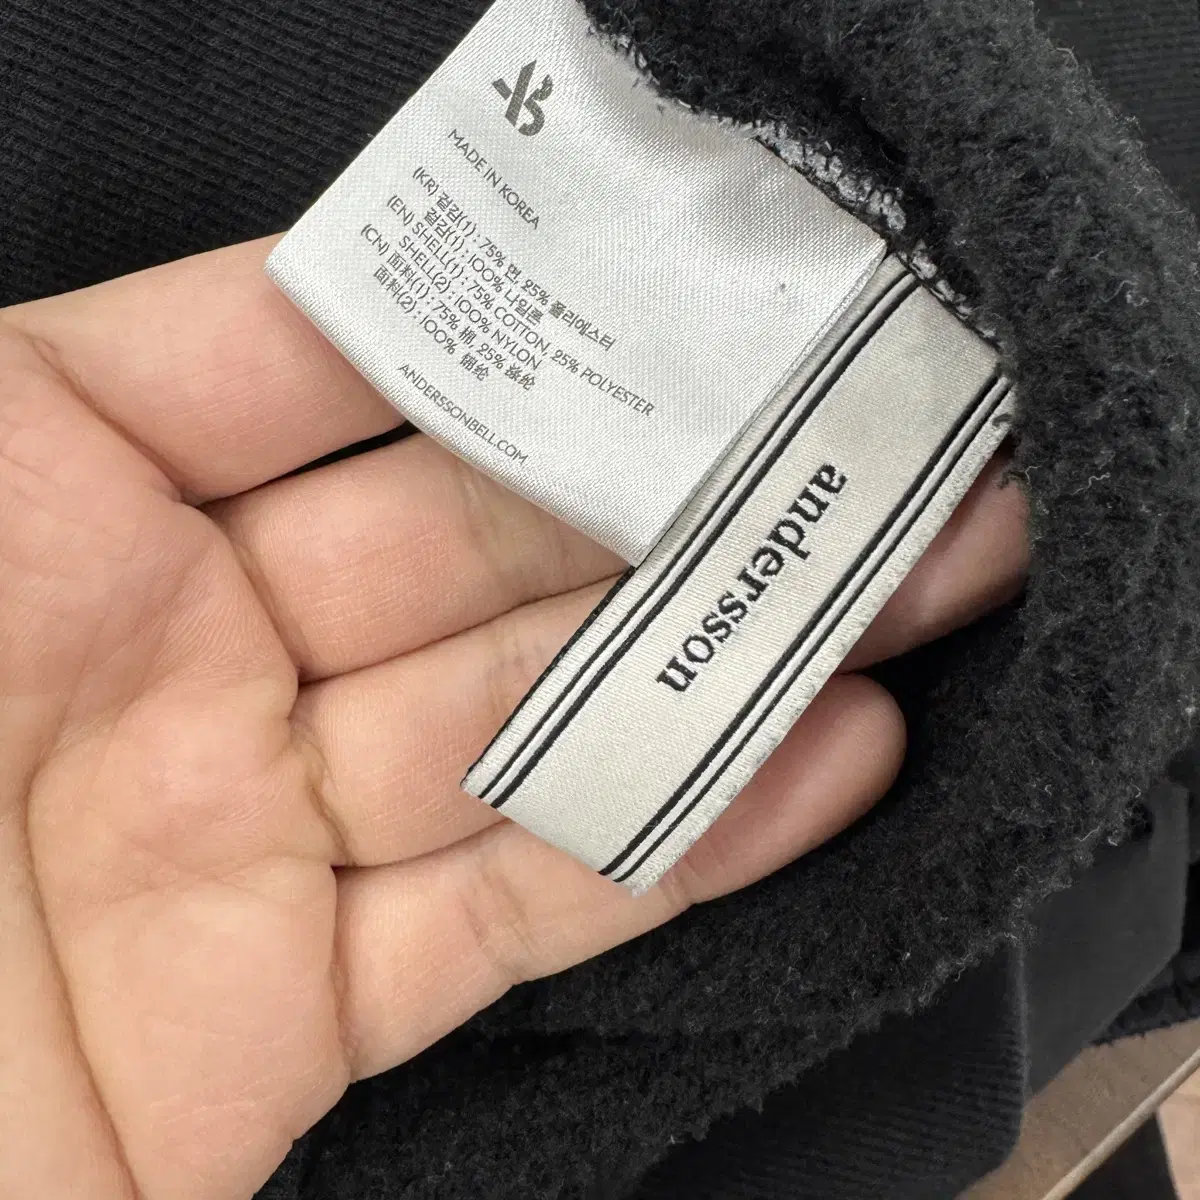 AB
MADE IN KOREA
(KR) 겉감(1) : 75% 면, 25% 폴리에스터
겉감(1) : 100% 나일론
(EN) SHELL(1) : 75% COTTON, 25% POLYESTER
SHELL(2) : 100% NYLON
(CN) 面料(1) : 75% 棉, 25% 涤纶
面料(2) : 100% 锦纶
ANDERSSONBELL.COM
andersson